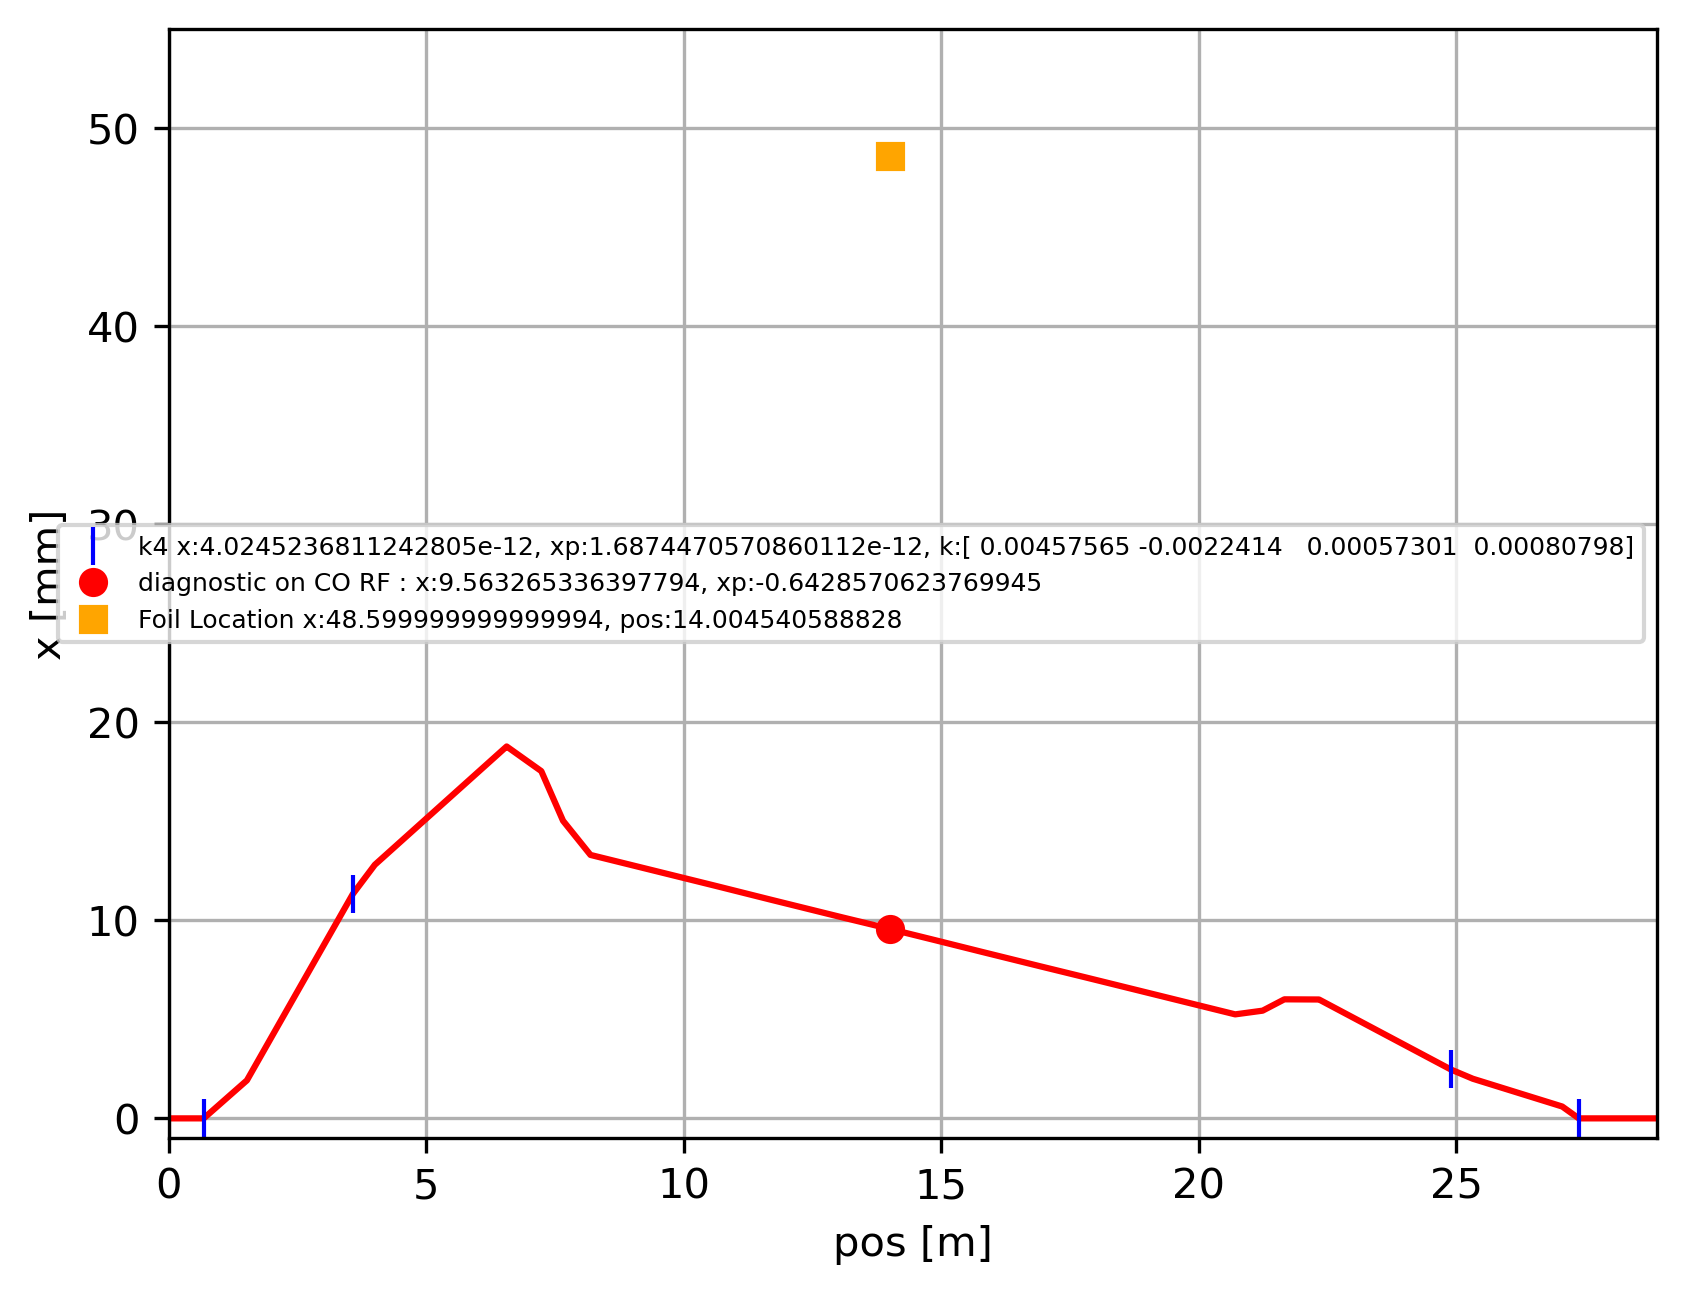 50
40
30
20
10
0
x [mm]
k4 x:4.0245236811242805e-12, xp:1.6874470570860112e-12, k:[ 0.00457565 -0.0022414   0.00057301  0.00080798]
diagnostic on CO RF : x:9.563265336397794, xp:-0.6428570623769945
Foil Location x:48.599999999999994, pos:14.004540588828
0 5 10 15 20 25
pos [m]